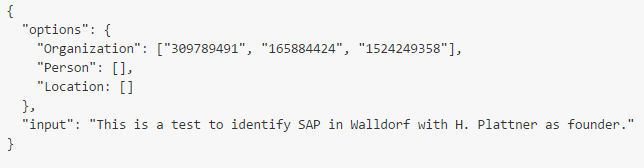 {
  "options": {
    "Organization": ["309789491", "165884424", "1524249358"],
    "Person": [],
    "Location: []
  },
  "input": "This is a test to identify SAP in Walldorf with H. Plattner as founder."
}